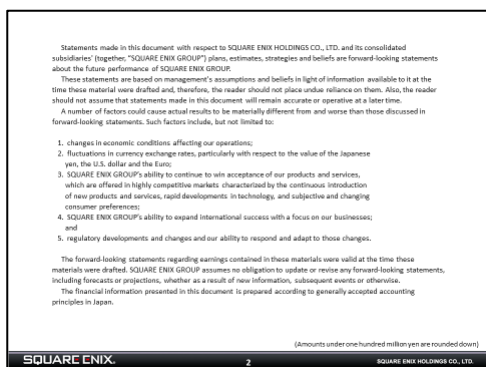 Statements made in this document with respect to SQUARE ENIX HOLDINGS CO., LTD. and its consolidated
subsidiaries' (together, "SQUARE ENIX GROUP") plans, estimates, strategies and beliefs are forward-looking statements
about the future performance of SQUARE ENIX GROUP.
These statements are based on management's assumptions and beliefs in light of information available to it at the
time these material were drafted and, therefore, the reader should not place undue reliance on them. Also, the reader
should not assume that statements made in this document will remain accurate or operative at a later time.
A number of factors could cause actual results to be materially different from and worse than those discussed in
forward-looking statements. Such factors include, but not limited to:
1. changes in economic conditions affecting our operations;
2. fluctuations in currency exchange rates, particularly with respect to the value of the Japanese
yen, the U.S. dollar and the Euro;
3. SQUARE ENIX GROUP's ability to continue to win acceptance of our products and services,
which are offered in highly competitive markets characterized by the continuous introduction
of new products and services, rapid developments in technology, and subjective and changing
consumer preferences;
4. SQUARE ENIX GROUP's ability to expand international success with a focus on our businesses;
and
5. regulatory developments and changes and our ability to respond and adapt to those changes.
The forward-looking statements regarding earnings contained in these materials were valid at the time these
materials were drafted. SQUARE ENIX GROUP assumes no obligation to update or revise any forward-looking statements,
including forecasts or projections, whether as a result of new information, subsequent events or otherwise.
The financial information presented in this document is prepared according to generally accepted accounting
principles in Japan.
(Amounts under one hundred million yen are rounded down)
SQUARE ENIX. 2 SQUARE ENIX HOLDINGS CO., LTD.